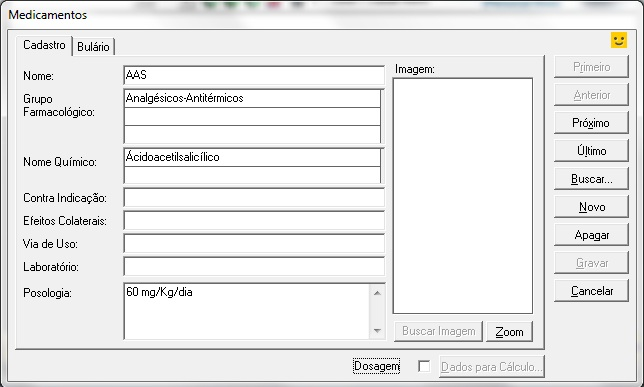 Medicamentos
Cadastro
Bulário
Nome:
AAS
Grupo
Farmacológico:
Analgésicos-Antitérmicos
Nome Químico:
Ácidoacetilsalicílico
Contra Indicação:
Efeitos Colaterais:
Via de Uso:
Laboratório:
Posologia:
60 mg/Kg/dia
Imagem:
Buscar Imagem
Zoom
Dosagem
Dados para Cálculo...
Primeiro
Anterior
Próximo
Último
Buscar...
Novo
Apagar
Gravar
Cancelar